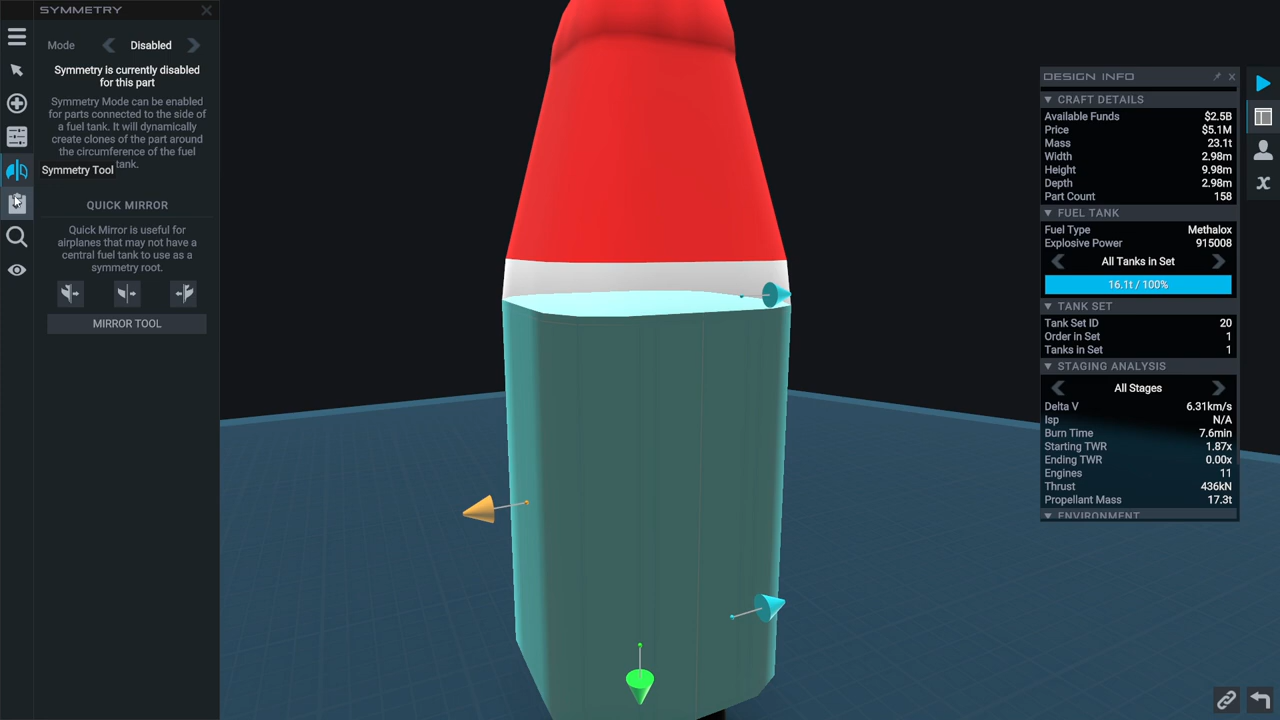 SYMMETRY
Mode
Disabled
Symmetry is currently disabled
for this part
Symmetry Mode can be enabled
for parts connected to the side of
a fuel tank. It will dynamically
create clones of the part around
the circumference of the fuel
tank.
Symmetry Tool
QUICK MIRROR
Quick Mirror is useful for
airplanes that may not have a
central fuel tank to use as a
symmetry root.
MIRROR TOOL
DESIGN INFO
CRAFT DETAILS
Available Funds $2.5B
Price $5.1M
Mass 23.1t
Width 2.98m
Height 9.98m
Depth 2.98m
Part Count 158
FUEL TANK
Fuel Type Methalox
Explosive Power 915008
All Tanks in Set
16.1t / 100%
TANK SET
Tank Set ID 20
Order in Set 1
Tanks in Set 1
STAGING ANALYSIS
All Stages
Delta V 6.31km/s
Isp N/A
Burn Time 7.6min
Starting TWR 1.87x
Ending TWR 0.00x
Engines 11
Thrust 436kN
Propellant Mass 17.3t
ENVIRONMENT
x